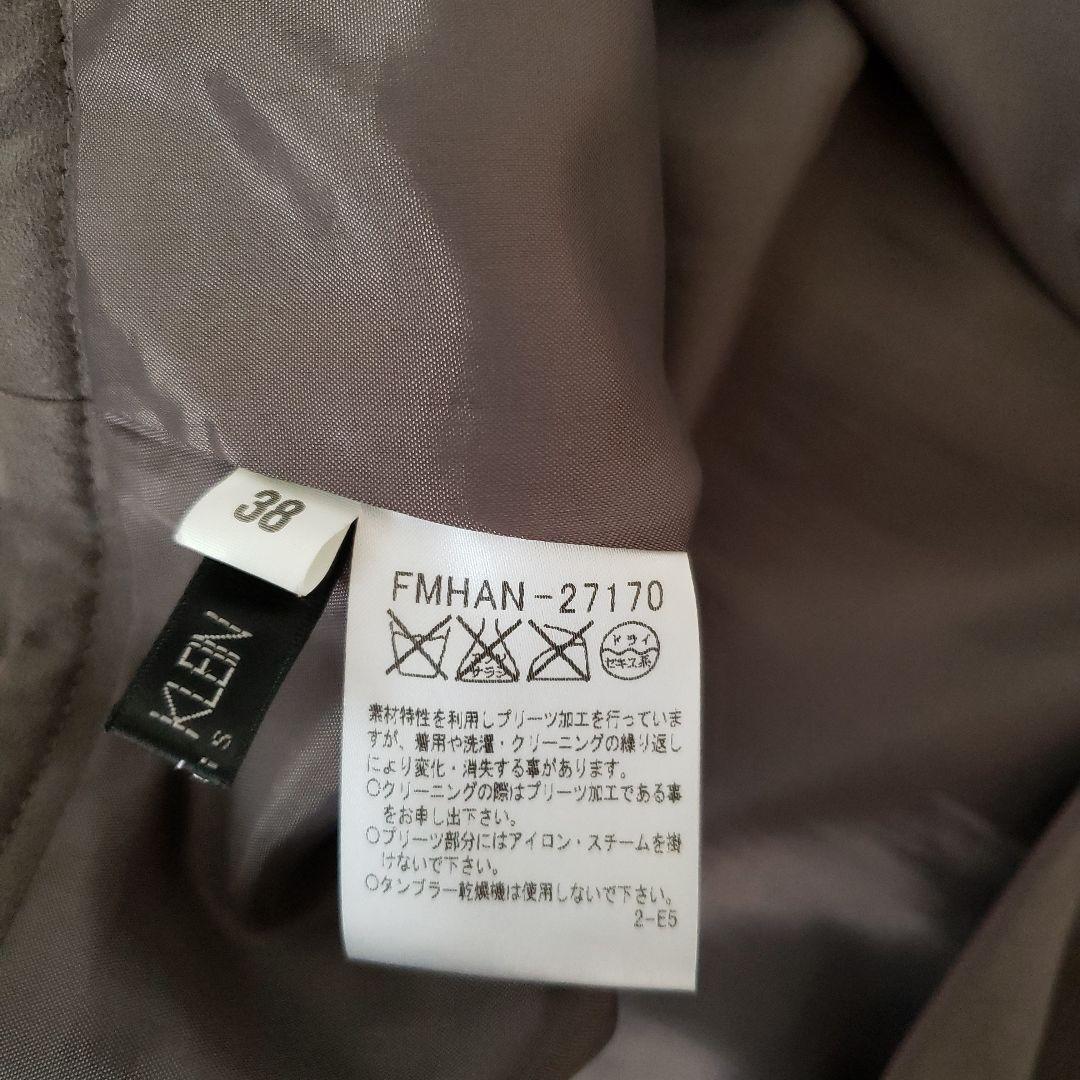 38
KLEIN
FMHAN-27170
エンソ
サラシ
ドライ
セキユ系
素材特性を利用しプリーツ加工を行っていま
すが、着用や洗濯・クリーニングの繰り返し
により変化・消失する事があります。
○クリーニングの際はプリーツ加工である事
をお申し出下さい。
○プリーツ部分にはアイロン・スチームを掛
けないで下さい。
○タンブラー乾燥機は使用しないで下さい。
2-E5